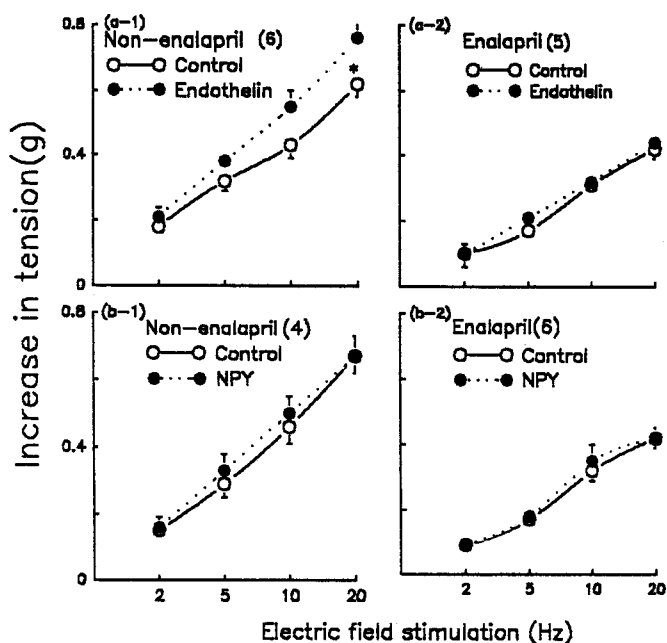 Increase in tension(g)
0.8
0.4
0
(a-1)
Non-enalapril (6)
Control
Endothelin
*
(a-2)
Enalapril (5)
Control
Endothelin
0.8
0.4
0
(b-1)
Non-enalapril (4)
Control
NPY
2 5 10 20
(b-2)
Enalapril(6)
Control
NPY
2 5 10 20
Electric field stimulation (Hz)